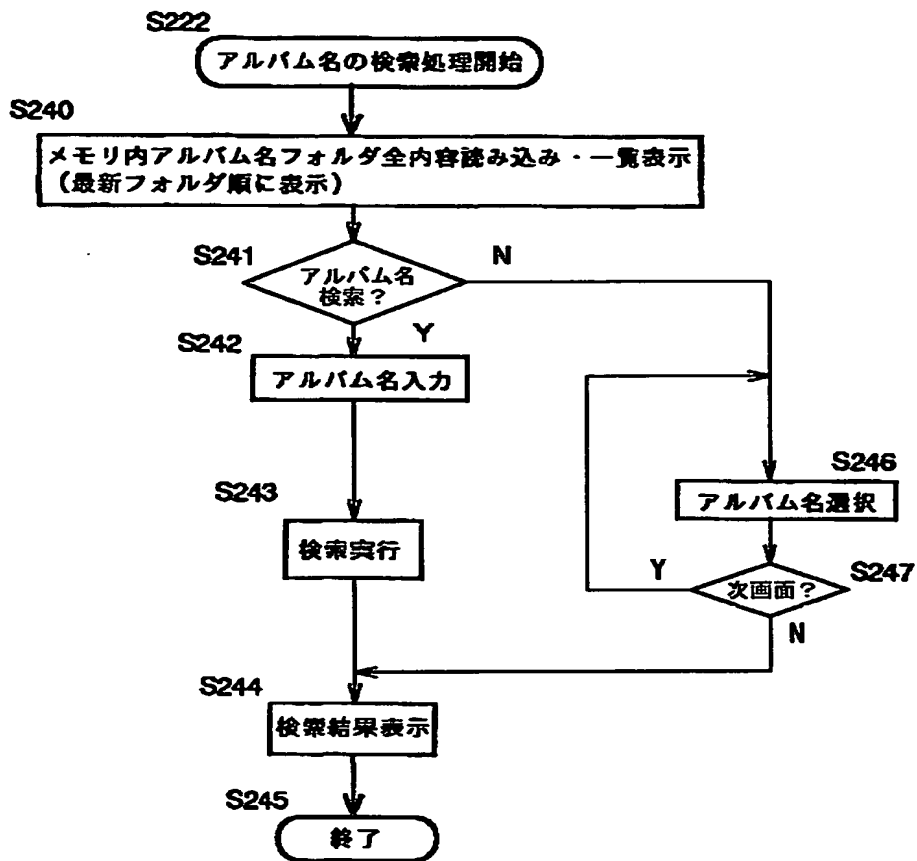 S222
アルバム名の検索処理開始
S240
メモリ内アルバム名フォルダ全内容読み込み・一覧表示
（最新フォルダ順に表示）
S241
アルバム名
検索？
N
Y
S242
アルバム名入力
S243
検索実行
S246
アルバム名選択
S247
次画面？
Y
N
S244
検索結果表示
S245
終了